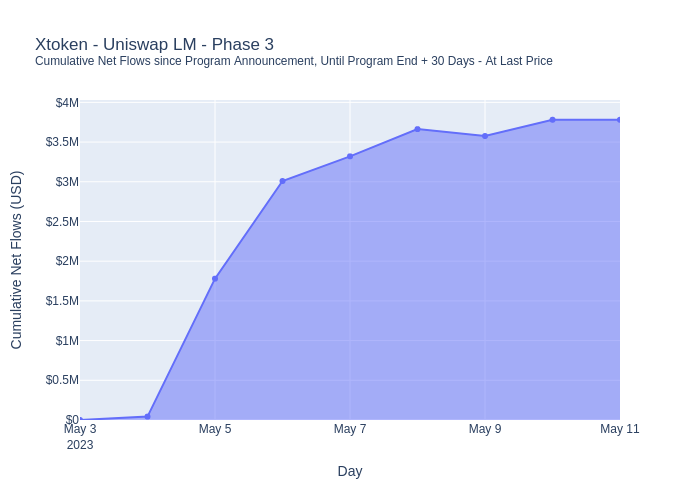 Xtoken - Uniswap LM - Phase 3
Cumulative Net Flows since Program Announcement, Until Program End + 30 Days - At Last Price
$4M
$3.5M
$3M
$2.5M
$2M
$1.5M
$1M
$0.5M
$0
Cumulative Net Flows (USD)
May 3 May 5 May 7 May 9 May 11
2023
Day